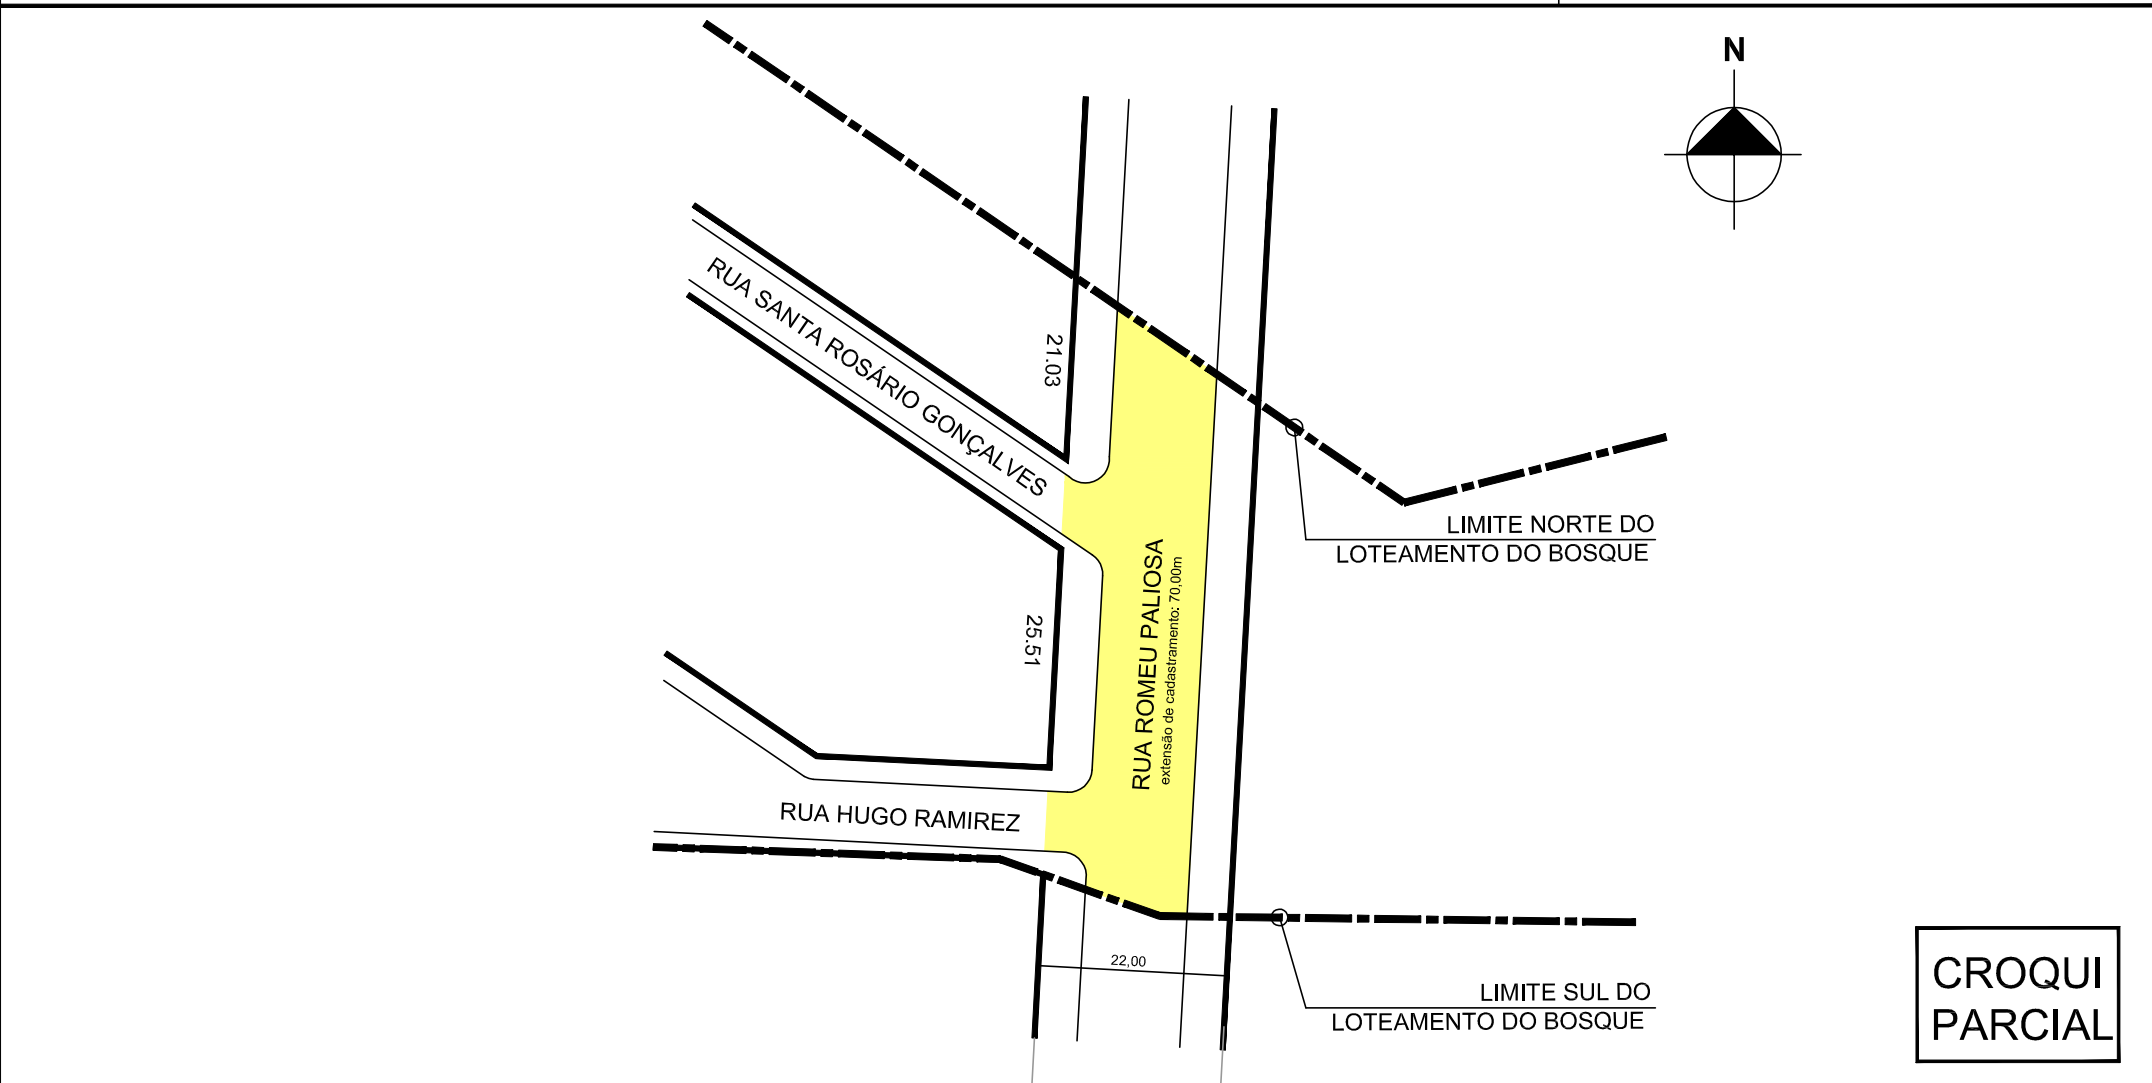 N
21.03
RUA SANTA ROSÁRIO GONÇALVES
LIMITE NORTE DO
LOTEAMENTO DO BOSQUE
RUA ROMEU PALIOSA
extensão de cadastramento: 70,00m
25.51
RUA HUGO RAMIREZ
22,00
LIMITE SUL DO
LOTEAMENTO DO BOSQUE
CROQUI
PARCIAL